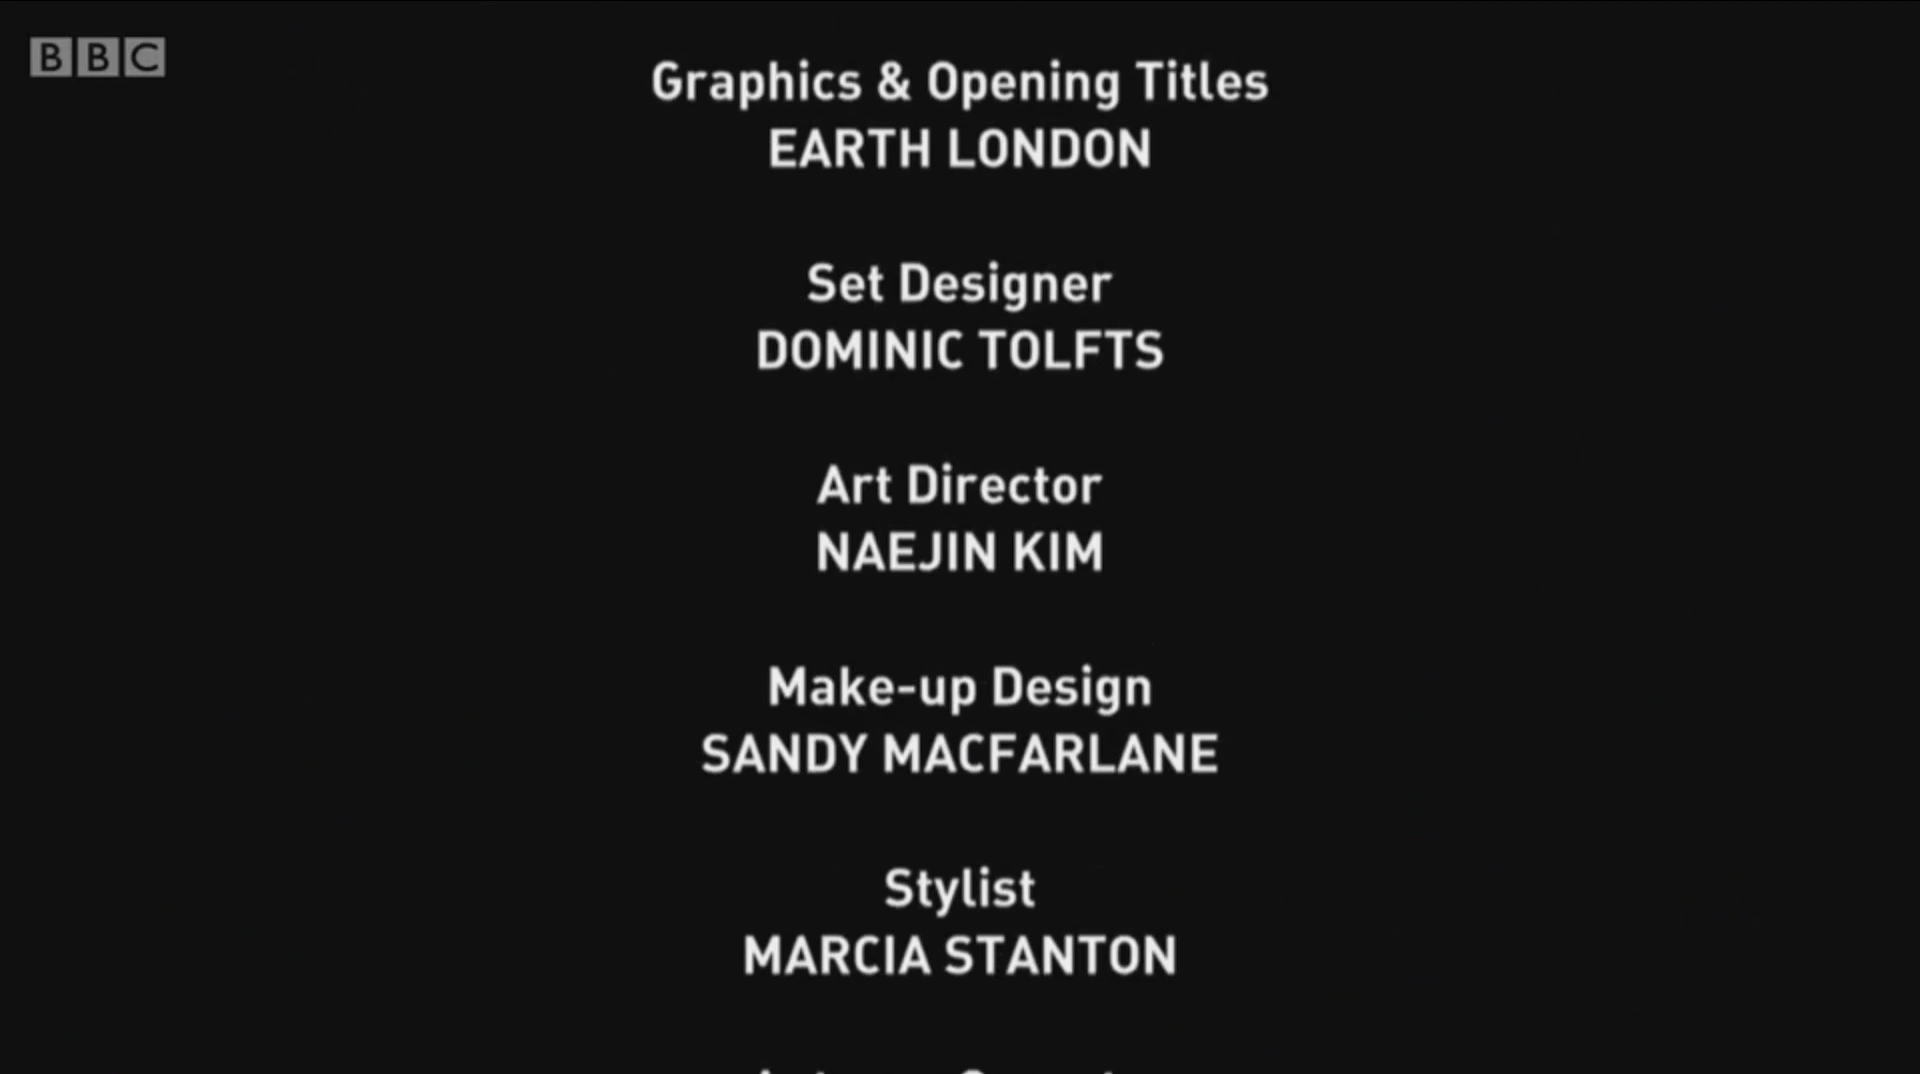 BBC
Graphics & Opening Titles
EARTH LONDON
Set Designer
DOMINIC TOLFTS
Art Director
NAEJIN KIM
Make-up Design
SANDY MACFARLANE
Stylist
MARCIA STANTON